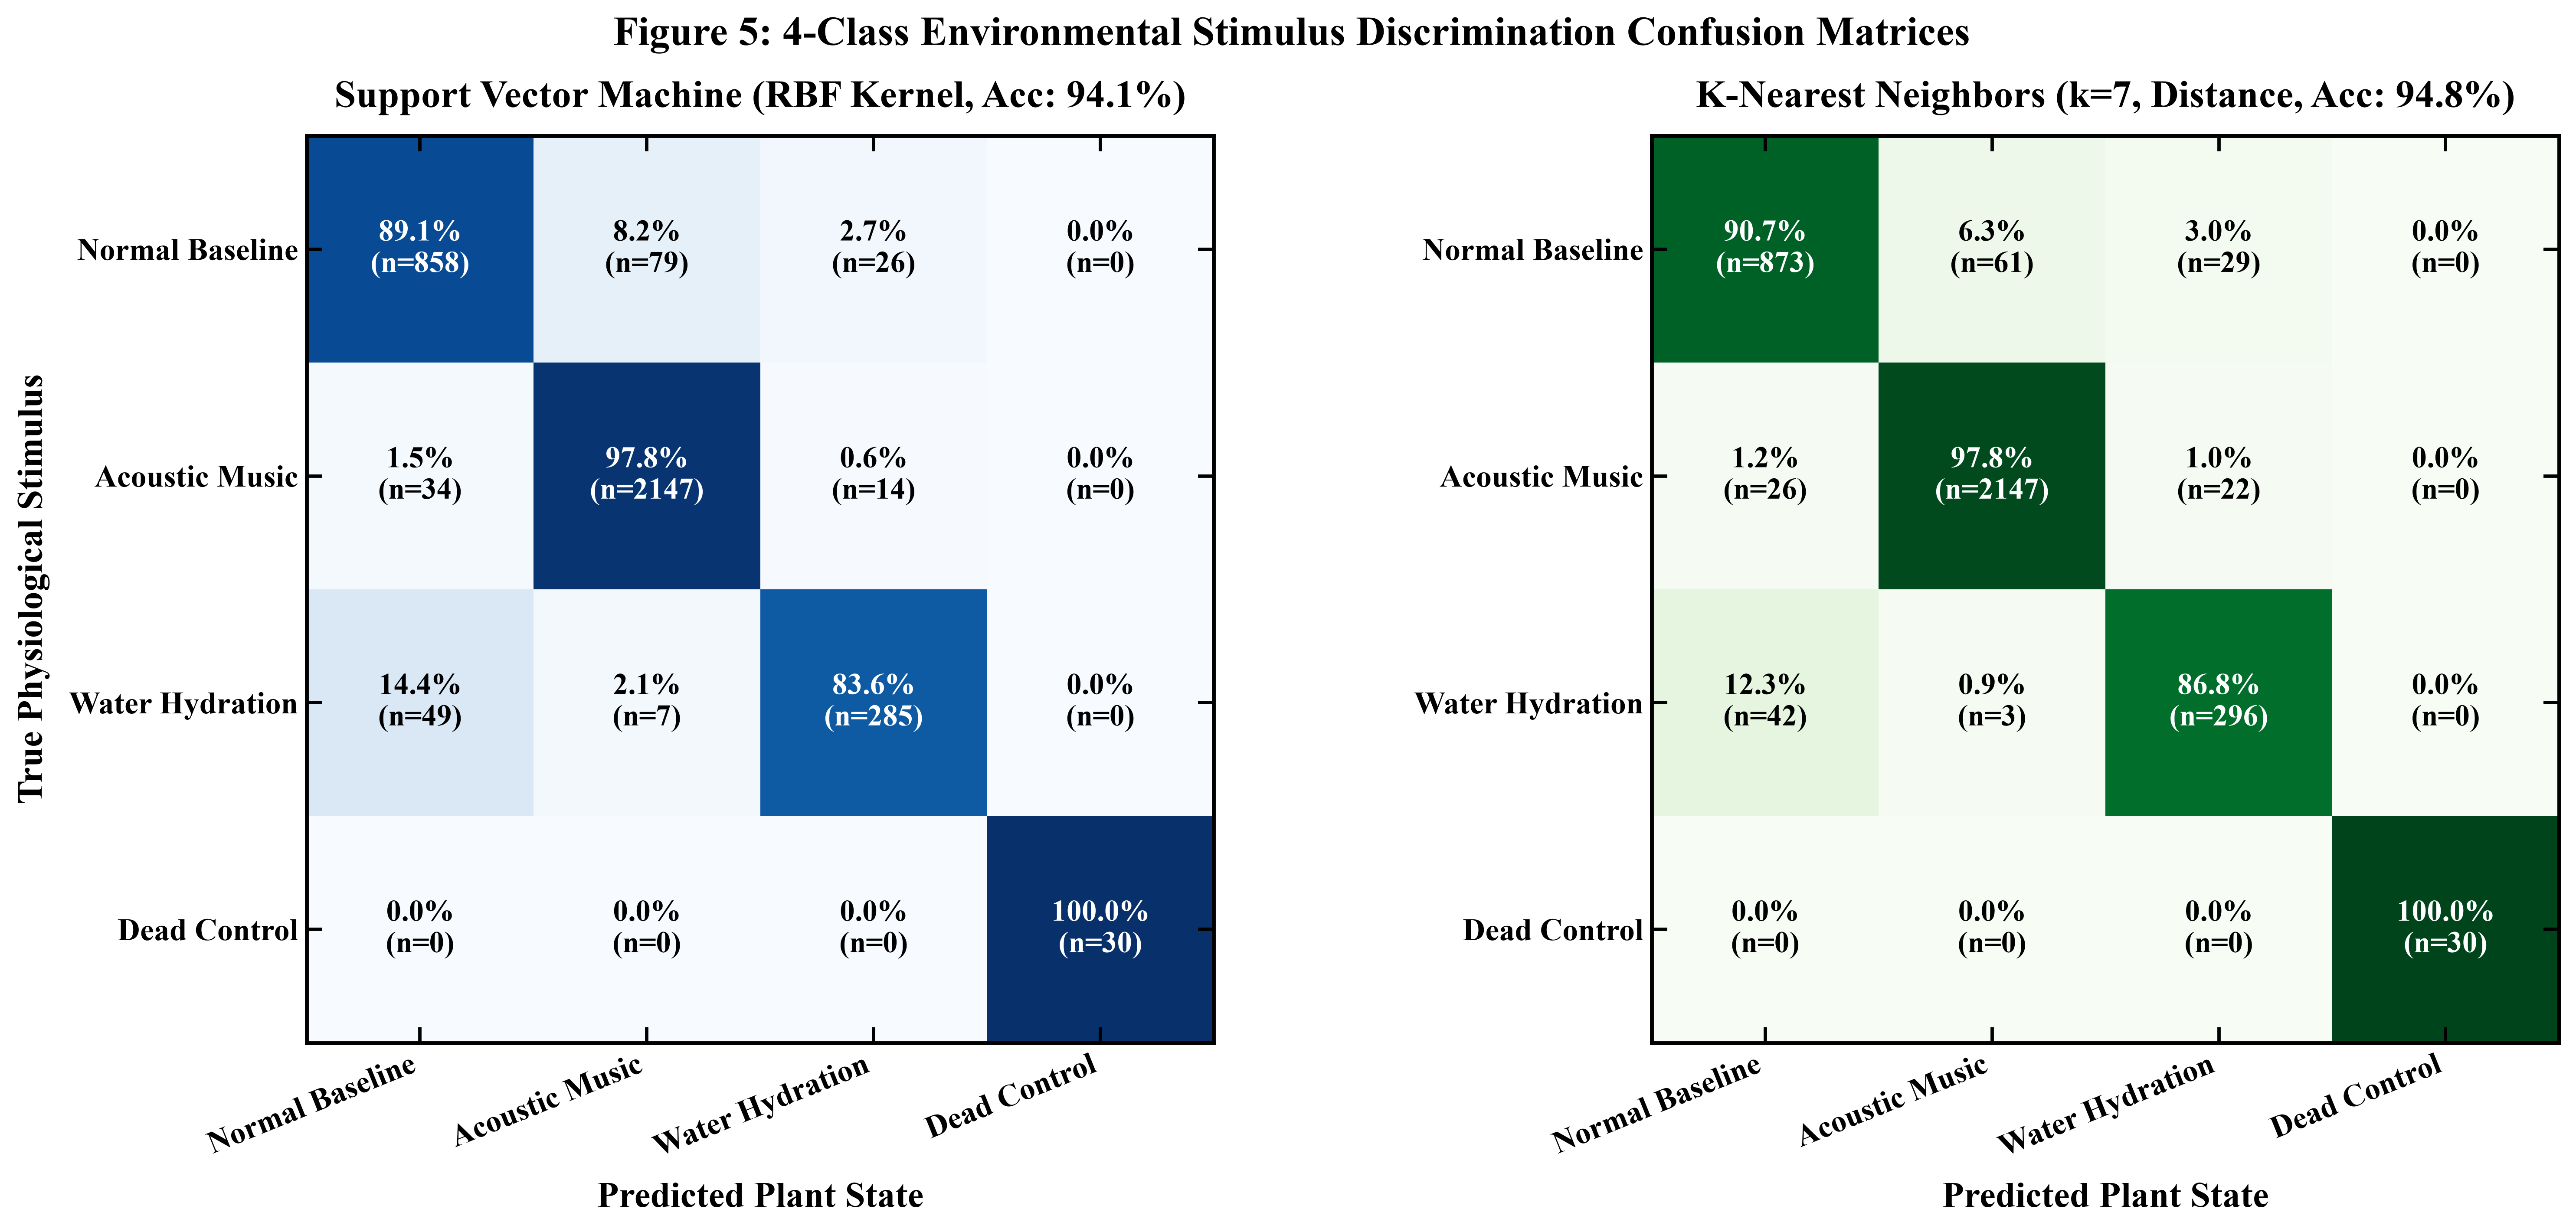 Figure 5: 4-Class Environmental Stimulus Discrimination Confusion Matrices
Support Vector Machine (RBF Kernel, Acc: 94.1%)
True Physiological Stimulus
Normal Baseline
89.1%
(n=858)
8.2%
(n=79)
2.7%
(n=26)
0.0%
(n=0)
Acoustic Music
1.5%
(n=34)
97.8%
(n=2147)
0.6%
(n=14)
0.0%
(n=0)
Water Hydration
14.4%
(n=49)
2.1%
(n=7)
83.6%
(n=285)
0.0%
(n=0)
Dead Control
0.0%
(n=0)
0.0%
(n=0)
0.0%
(n=0)
100.0%
(n=30)
Normal Baseline
Acoustic Music
Water Hydration
Dead Control
Predicted Plant State
K-Nearest Neighbors (k=7, Distance, Acc: 94.8%)
Normal Baseline
90.7%
(n=873)
6.3%
(n=61)
3.0%
(n=29)
0.0%
(n=0)
Acoustic Music
1.2%
(n=26)
97.8%
(n=2147)
1.0%
(n=22)
0.0%
(n=0)
Water Hydration
12.3%
(n=42)
0.9%
(n=3)
86.8%
(n=296)
0.0%
(n=0)
Dead Control
0.0%
(n=0)
0.0%
(n=0)
0.0%
(n=0)
100.0%
(n=30)
Normal Baseline
Acoustic Music
Water Hydration
Dead Control
Predicted Plant State